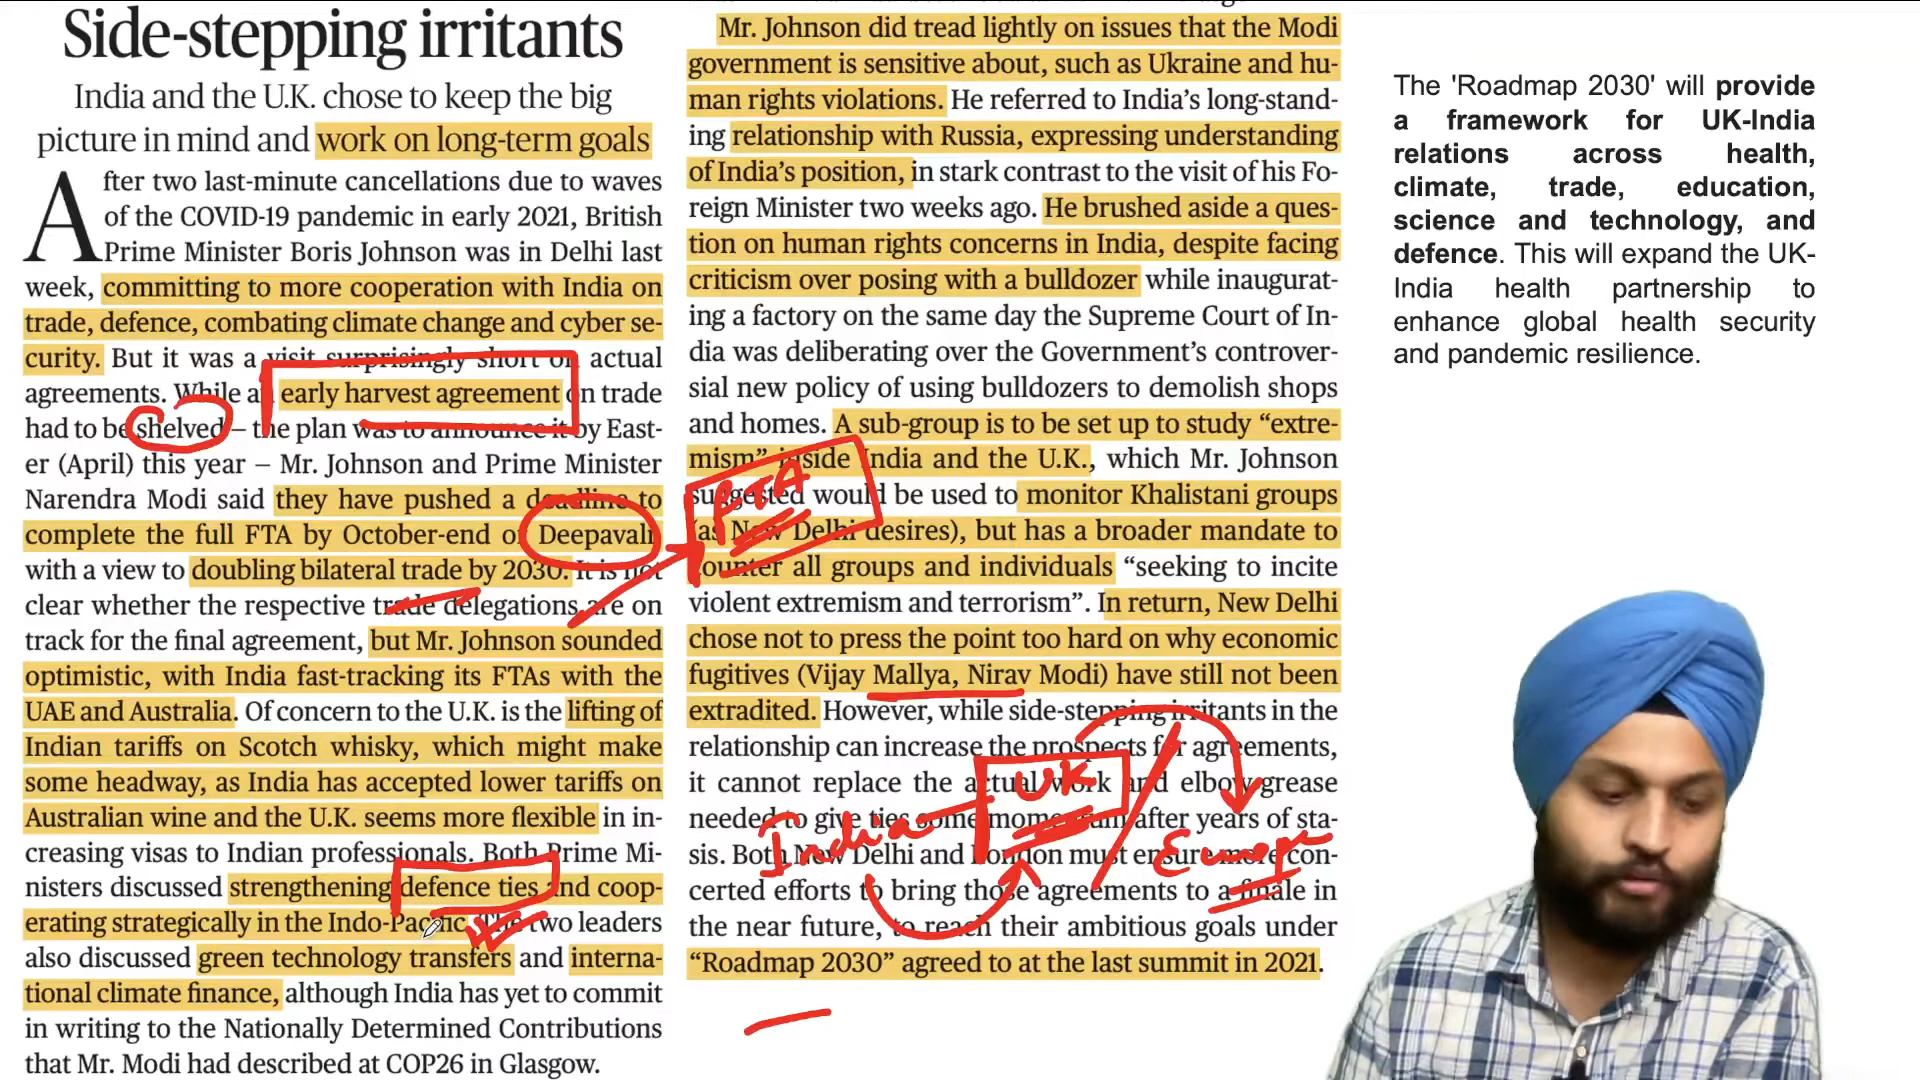 Side-stepping irritants
India and the U.K. chose to keep the big
picture in mind and work on long-term goals
After two last-minute cancellations due to waves
of the COVID-19 pandemic in early 2021, British
Prime Minister Boris Johnson was in Delhi last
week, committing to more cooperation with India on
trade, defence, combating climate change and cyber se-
curity. But it was a visit surprisingly short on actual
agreements. While an early harvest agreement on trade
had to be shelved – the plan was to announce it by East-
er (April) this year – Mr. Johnson and Prime Minister
Narendra Modi said they have pushed a deadline to
complete the full FTA by October-end or Deepavali
with a view to doubling bilateral trade by 2030. It is not
clear whether the respective trade delegations are on
track for the final agreement, but Mr. Johnson sounded
optimistic, with India fast-tracking its FTAs with the
UAE and Australia. Of concern to the U.K. is the lifting of
Indian tariffs on Scotch whisky, which might make
some headway, as India has accepted lower tariffs on
Australian wine and the U.K. seems more flexible in in-
creasing visas to Indian professionals. Both Prime Mi-
nisters discussed strengthening defence ties and coop-
erating strategically in the Indo-Pacific. The two leaders
also discussed green technology transfers and interna-
tional climate finance, although India has yet to commit
in writing to the Nationally Determined Contributions
that Mr. Modi had described at COP26 in Glasgow.
Mr. Johnson did tread lightly on issues that the Modi
government is sensitive about, such as Ukraine and hu-
man rights violations. He referred to India's long-stand-
ing relationship with Russia, expressing understanding
of India's position, in stark contrast to the visit of his Fo-
reign Minister two weeks ago. He brushed aside a ques-
tion on human rights concerns in India, despite facing
criticism over posing with a bulldozer while inaugurat-
ing a factory on the same day the Supreme Court of In-
dia was deliberating over the Government's controver-
sial new policy of using bulldozers to demolish shops
and homes. A sub-group is to be set up to study “extre-
mism” inside India and the U.K., which Mr. Johnson
suggested would be used to monitor Khalistani groups
(as New Delhi desires), but has a broader mandate to
counter all groups and individuals “seeking to incite
violent extremism and terrorism”. In return, New Delhi
chose not to press the point too hard on why economic
fugitives (Vijay Mallya, Nirav Modi) have still not been
extradited. However, while side-stepping irritants in the
relationship can increase the prospects for agreements,
it cannot replace the actual work and elbow grease
needed to give ties some momentum after years of sta-
sis. Both New Delhi and London must ensure more con-
certed efforts to bring those agreements to a finale in
the near future, to reach their ambitious goals under
“Roadmap 2030” agreed to at the last summit in 2021.
FTA
India
UK
Europe
The 'Roadmap 2030' will provide
a framework for UK-India
relations across health,
climate, trade, education,
science and technology, and
defence. This will expand the UK-
India health partnership to
enhance global health security
and pandemic resilience.